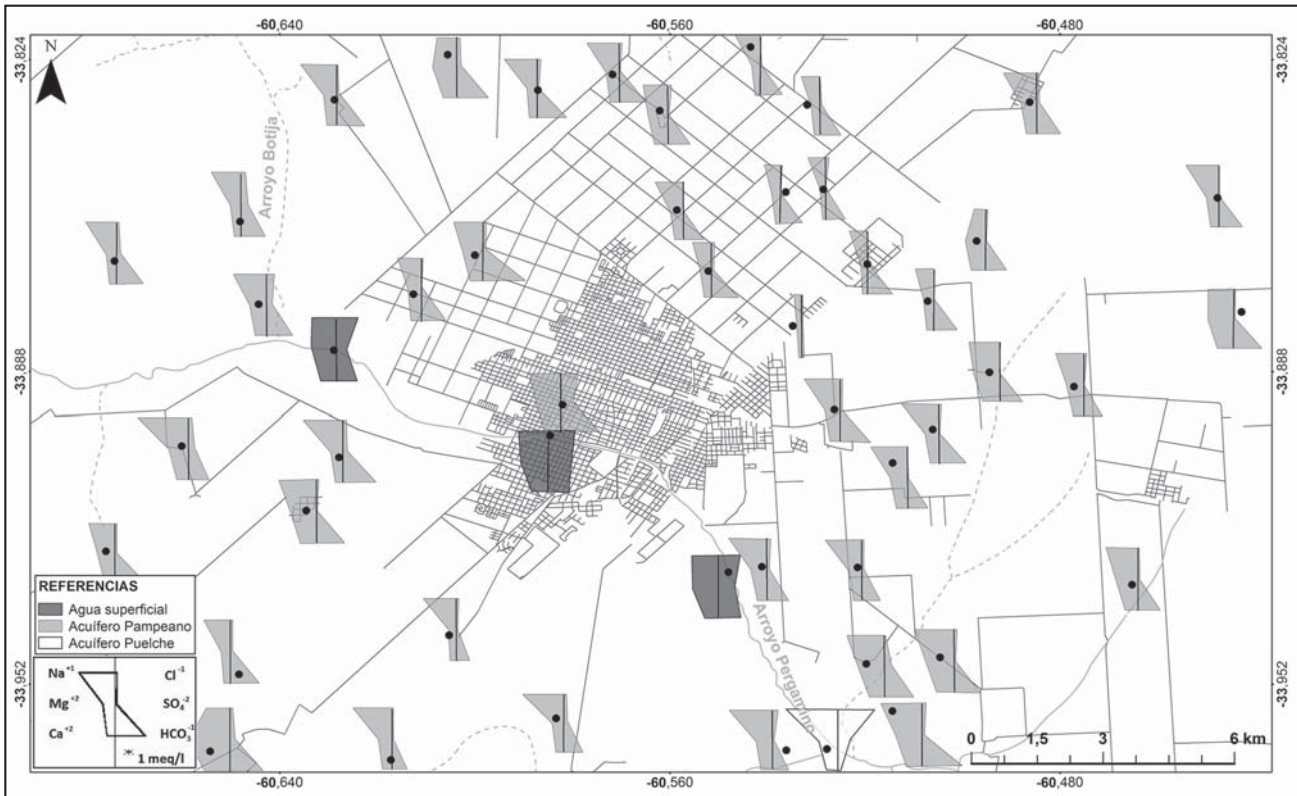 -60,640 -60,560 -60,480
-33,824 -33,824
N
Arroyo Botija
-33,888 -33,888
REFERENCIAS
Agua superficial
Acuífero Pampeano
Acuífero Puelche
Na+1 Cl-1
Mg+2 SO4-2
Ca+2 HCO3-1
1 meq/l
Arroyo Pergamino
-33,952 -33,952
0 1,5 3 6 km
-60,640 -60,560 -60,480